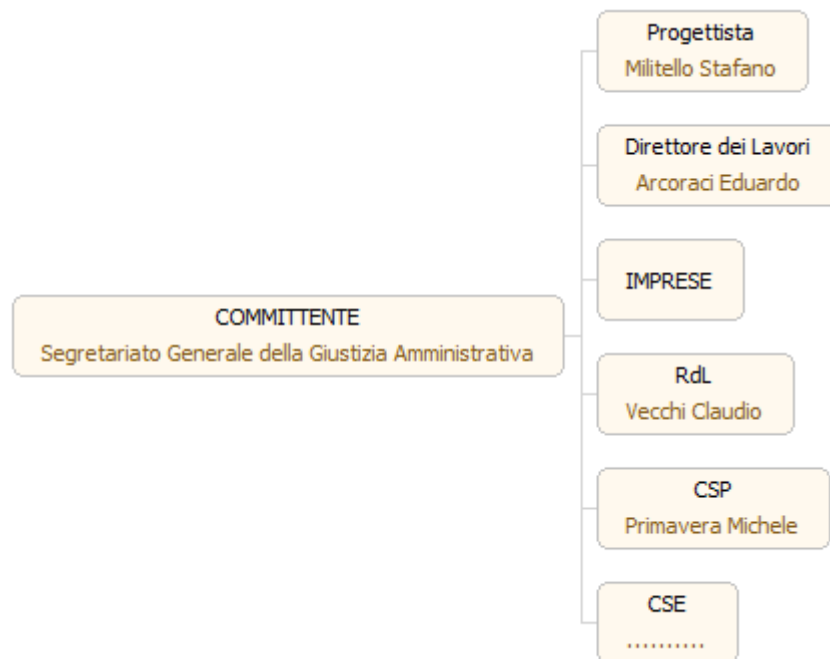 Progettista
Militello Stafano
Direttore dei Lavori
Arcoraci Eduardo
IMPRESE
COMMITTENTE
Segretariato Generale della Giustizia Amministrativa
RdL
Vecchi Claudio
CSP
Primavera Michele
CSE
..........